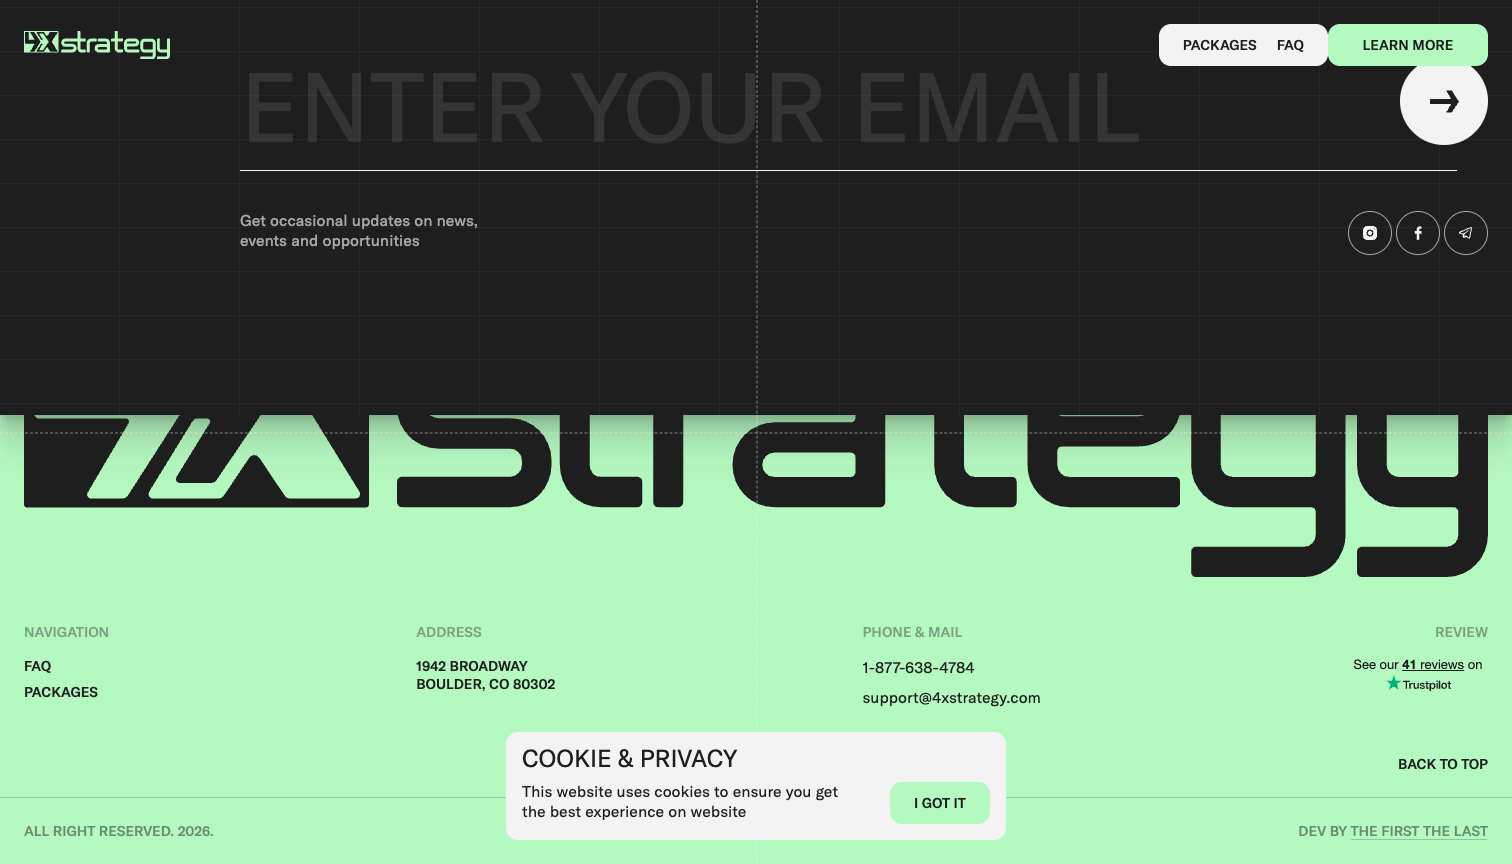 4Xstrategy
PACKAGES FAQ
LEARN MORE
ENTER YOUR EMAIL
Get occasional updates on news,
events and opportunities
4Xstrategy
NAVIGATION
FAQ
PACKAGES
ADDRESS
1942 BROADWAY
BOULDER, CO 80302
PHONE & MAIL
1-877-638-4784
support@4xstrategy.com
REVIEW
See our 41 reviews on
Trustpilot
BACK TO TOP
COOKIE & PRIVACY
This website uses cookies to ensure you get
the best experience on website
I GOT IT
ALL RIGHT RESERVED. 2026.
DEV BY THE FIRST THE LAST